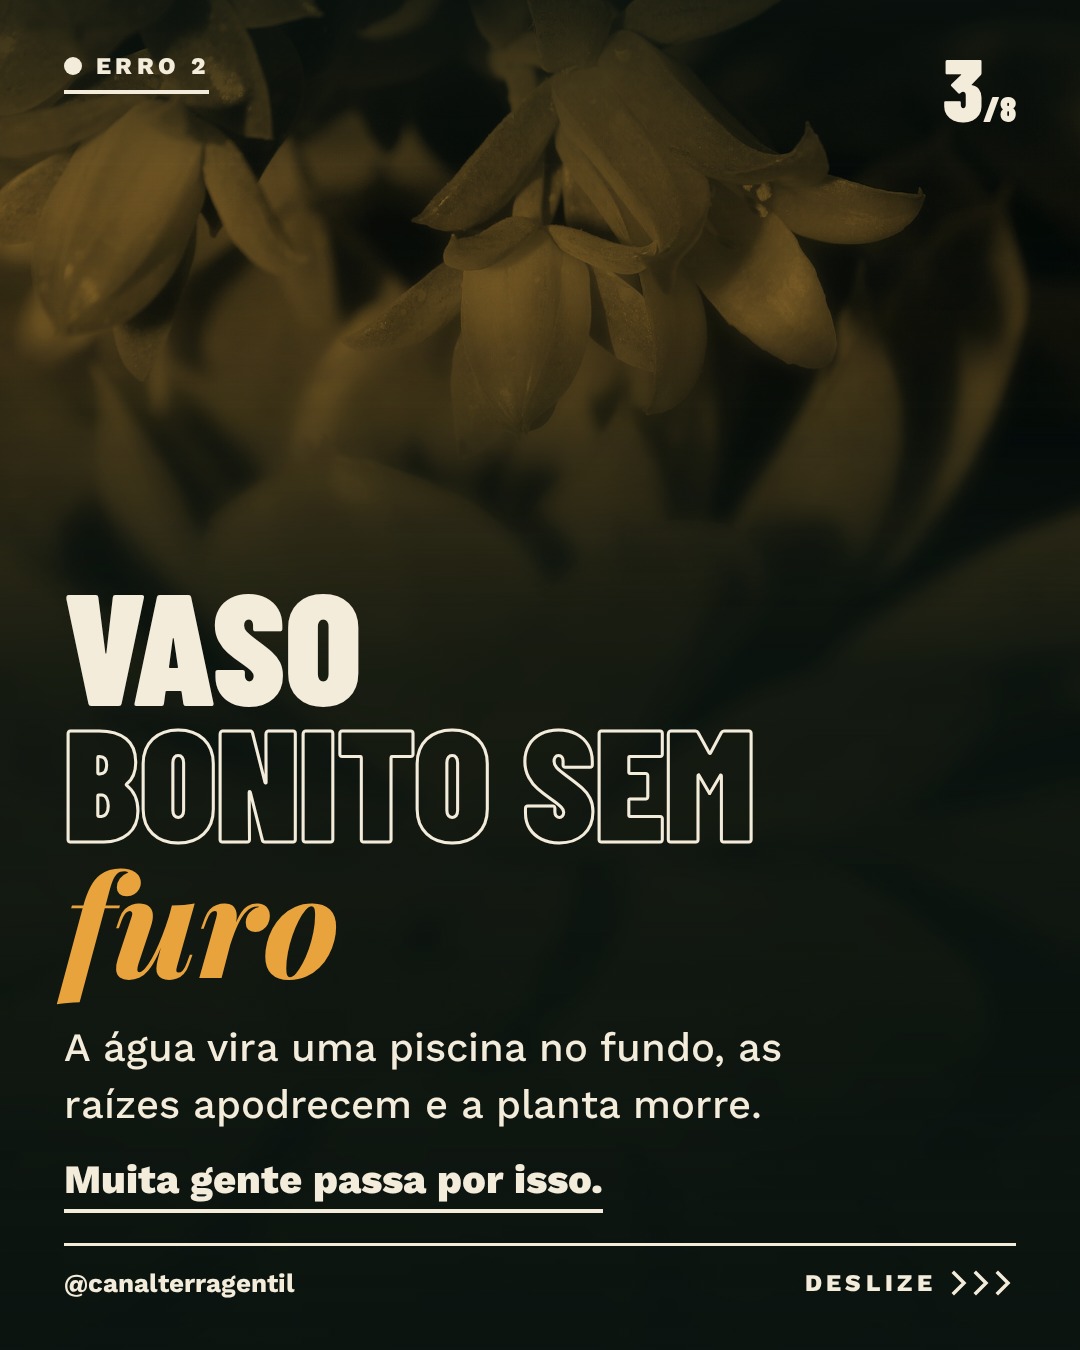 ERRO 2
3/8
VASO
BONITO SEM
furo
A água vira uma piscina no fundo, as
raízes apodrecem e a planta morre.
Muita gente passa por isso.
@canalterragentil
DESLIZE